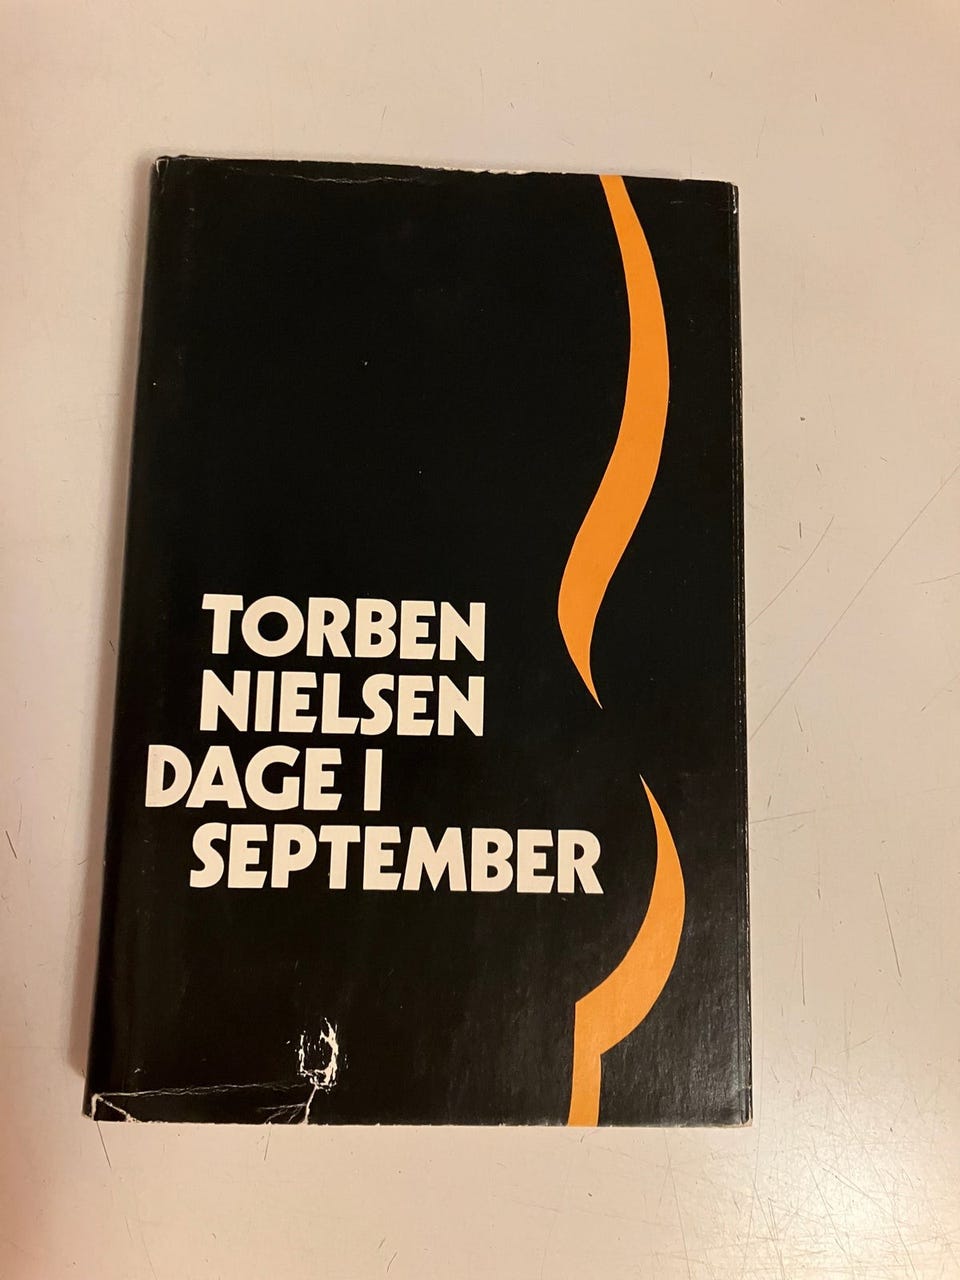 TORBEN
NIELSEN
DAGE I
SEPTEMBER